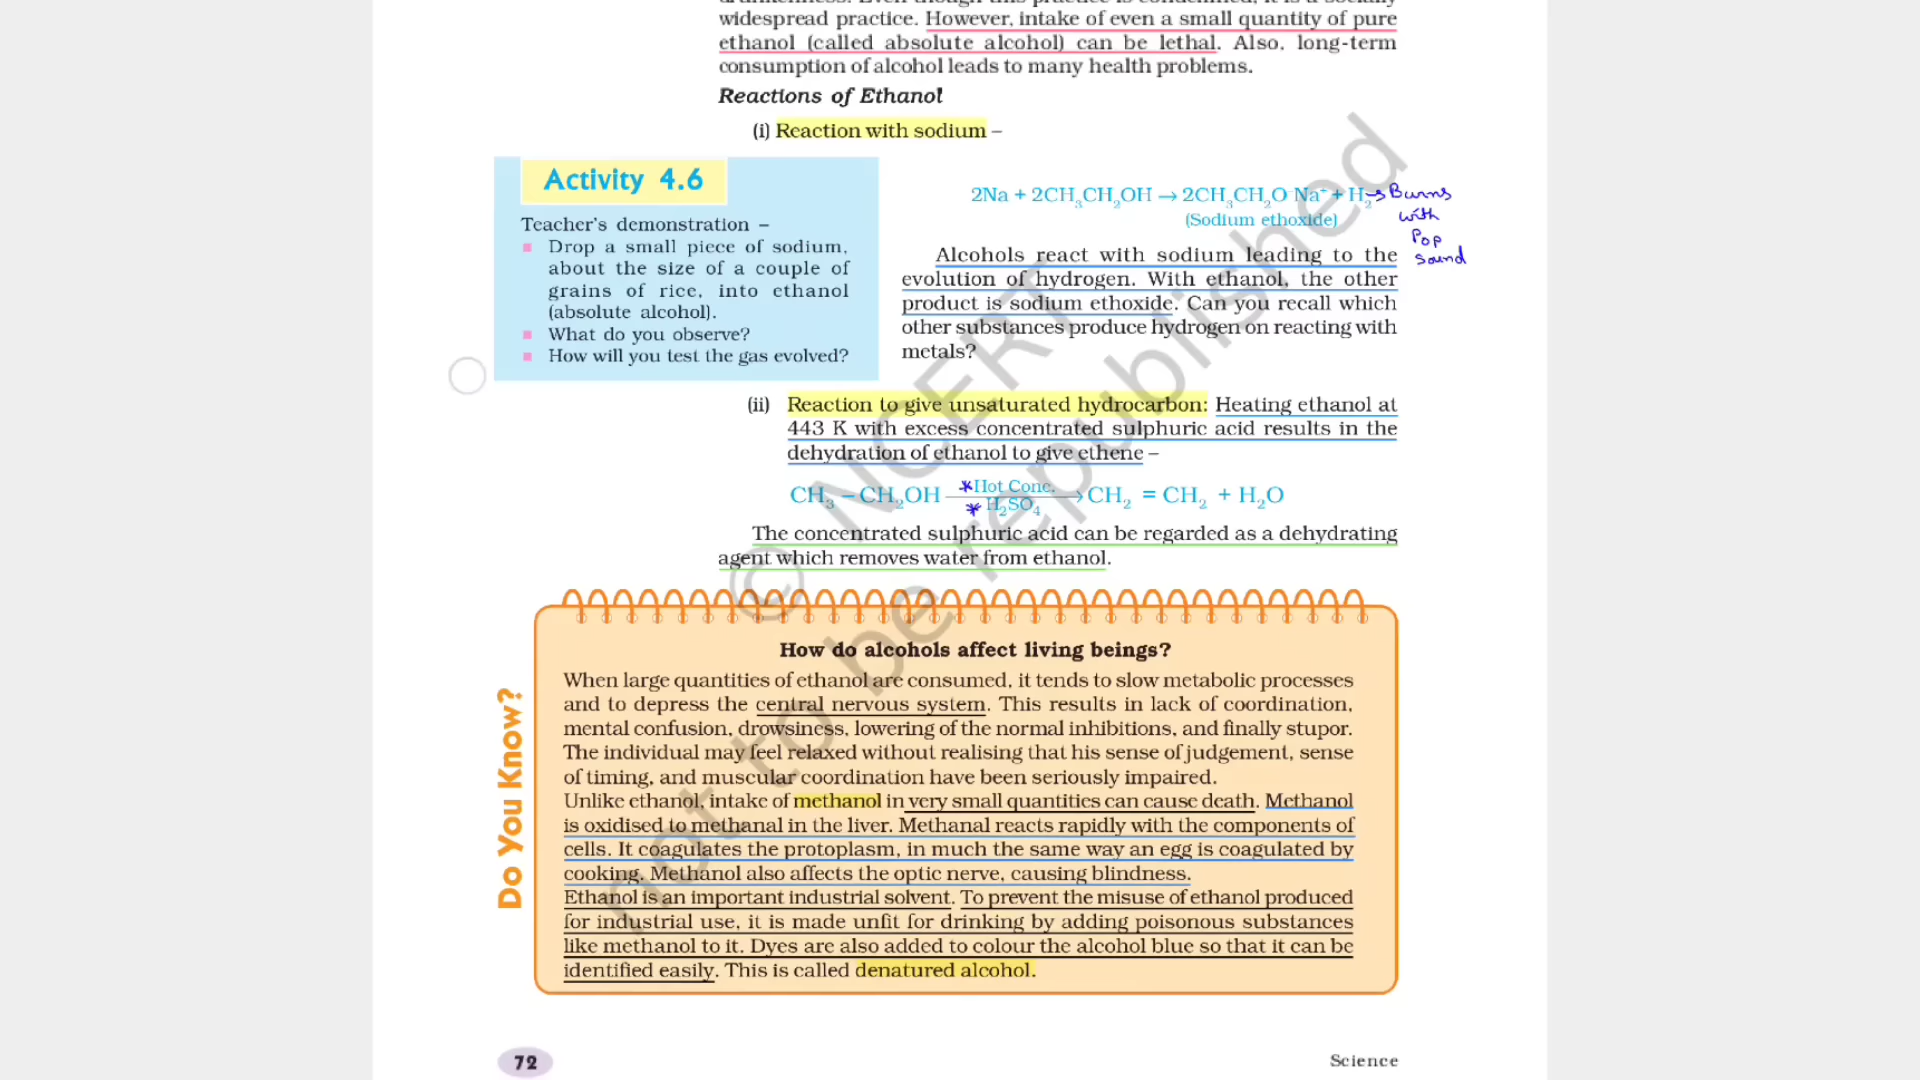 widespread practice. However, intake of even a small quantity of pure
ethanol (called absolute alcohol) can be lethal. Also, long-term
consumption of alcohol leads to many health problems.
Reactions of Ethanol
(i) Reaction with sodium –
Activity 4.6
Teacher's demonstration –
Drop a small piece of sodium,
about the size of a couple of
grains of rice, into ethanol
(absolute alcohol).
What do you observe?
How will you test the gas evolved?
2Na + 2CH₃CH₂OH → 2CH₃CH₂O⁻Na⁺ + H₂
(Sodium ethoxide)
→ Burns
with
Pop
sound
Alcohols react with sodium leading to the
evolution of hydrogen. With ethanol, the other
product is sodium ethoxide. Can you recall which
other substances produce hydrogen on reacting with
metals?
(ii) Reaction to give unsaturated hydrocarbon: Heating ethanol at
443 K with excess concentrated sulphuric acid results in the
dehydration of ethanol to give ethene –
CH₃ – CH₂OH Hot Conc. H₂SO₄ → CH₂ = CH₂ + H₂O
The concentrated sulphuric acid can be regarded as a dehydrating
agent which removes water from ethanol.
Do You Know?
How do alcohols affect living beings?
When large quantities of ethanol are consumed, it tends to slow metabolic processes
and to depress the central nervous system. This results in lack of coordination,
mental confusion, drowsiness, lowering of the normal inhibitions, and finally stupor.
The individual may feel relaxed without realising that his sense of judgement, sense
of timing, and muscular coordination have been seriously impaired.
Unlike ethanol, intake of methanol in very small quantities can cause death. Methanol
is oxidised to methanal in the liver. Methanal reacts rapidly with the components of
cells. It coagulates the protoplasm, in much the same way an egg is coagulated by
cooking. Methanol also affects the optic nerve, causing blindness.
Ethanol is an important industrial solvent. To prevent the misuse of ethanol produced
for industrial use, it is made unfit for drinking by adding poisonous substances
like methanol to it. Dyes are also added to colour the alcohol blue so that it can be
identified easily. This is called denatured alcohol.
72
Science
© NCERT
not to be republished